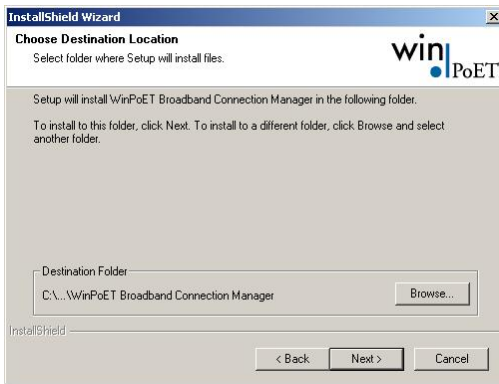 InstallShield Wizard
Choose Destination Location
Select folder where Setup will install files.
win
PoET
Setup will install WinPoET Broadband Connection Manager in the following folder.
To install to this folder, click Next. To install to a different folder, click Browse and select
another folder.
Destination Folder
C:\...\WinPoET Broadband Connection Manager
Browse...
InstallShield
< Back
Next >
Cancel